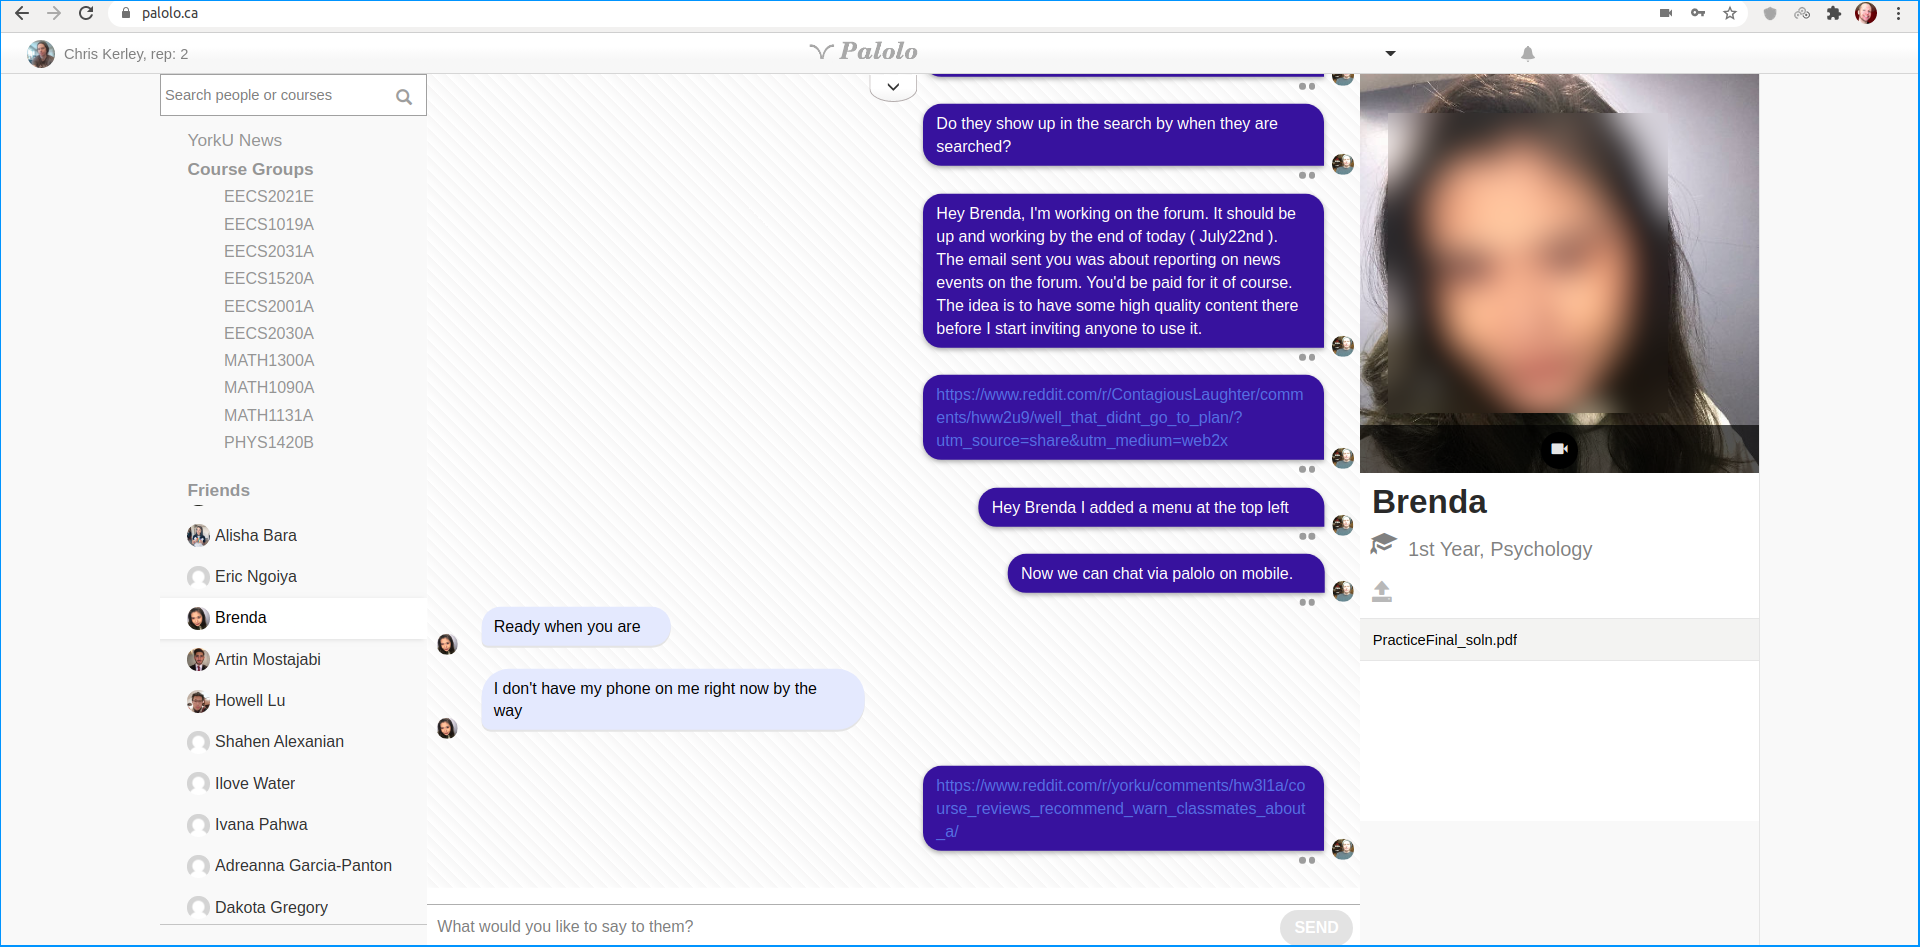 palolo.ca
Chris Kerley, rep: 2
Palolo
Search people or courses
YorkU News
Course Groups
EECS2021E
EECS1019A
EECS2031A
EECS1520A
EECS2001A
EECS2030A
MATH1300A
MATH1090A
MATH1131A
PHYS1420B
Friends
Alisha Bara
Eric Ngoiya
Brenda
Artin Mostajabi
Howell Lu
Shahen Alexanian
Ilove Water
Ivana Pahwa
Adreanna Garcia-Panton
Dakota Gregory
Do they show up in the search by when they are
searched?
Hey Brenda, I'm working on the forum. It should be
up and working by the end of today ( July22nd ).
The email sent you was about reporting on news
events on the forum. You'd be paid for it of course.
The idea is to have some high quality content there
before I start inviting anyone to use it.
https://www.reddit.com/r/ContagiousLaughter/comm
ents/hww2u9/well_that_didnt_go_to_plan/?
utm_source=share&utm_medium=web2x
Hey Brenda I added a menu at the top left
Now we can chat via palolo on mobile.
Ready when you are
I don't have my phone on me right now by the
way
https://www.reddit.com/r/yorku/comments/hw3l1a/co
urse_reviews_recommend_warn_classmates_about
_a/
What would you like to say to them?
SEND
Brenda
1st Year, Psychology
PracticeFinal_soln.pdf